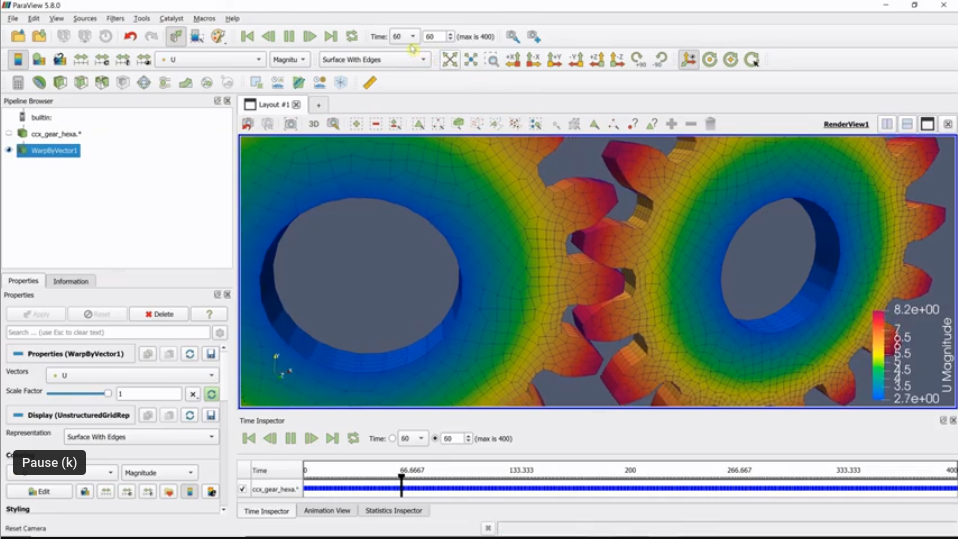 ParaView 5.8.0
File Edit View Sources Filters Tools Catalyst Macros Help
Time: 60 60 (max is 400)
U Magnitu Surface With Edges
Pipeline Browser
builtin:
ccx_gear_hexa.*
WarpByVector1
Layout #1 +
3D RenderView1
Properties Information
Properties
Apply Reset Delete ?
Search ... (use Esc to clear text)
Properties (WarpByVector1)
Vectors U
Scale Factor 1
Display (UnstructuredGridRep
Representation Surface With Edges
Pause (k)
Magnitude
Edit
Styling
Reset Camera
8.2e+00
5.5
4.5
3.5
2.7e+00
U Magnitude
Time Inspector
Time: 60 60 (max is 400)
Time 0 66.6667 133.333 200 266.667 333.333 400
ccx_gear_hexa.*
Time Inspector Animation View Statistics Inspector